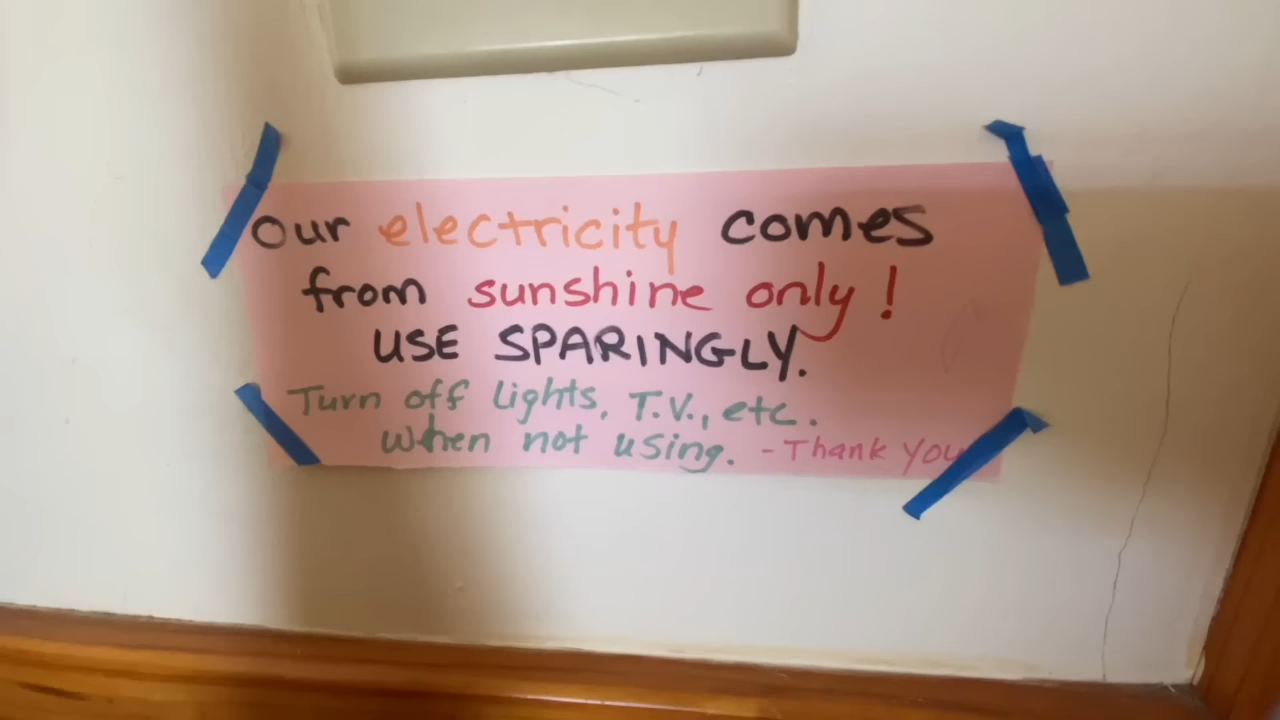 Our electricity comes
from sunshine only!
USE SPARINGLY.
Turn off lights, T.V., etc.
when not using. - Thank you